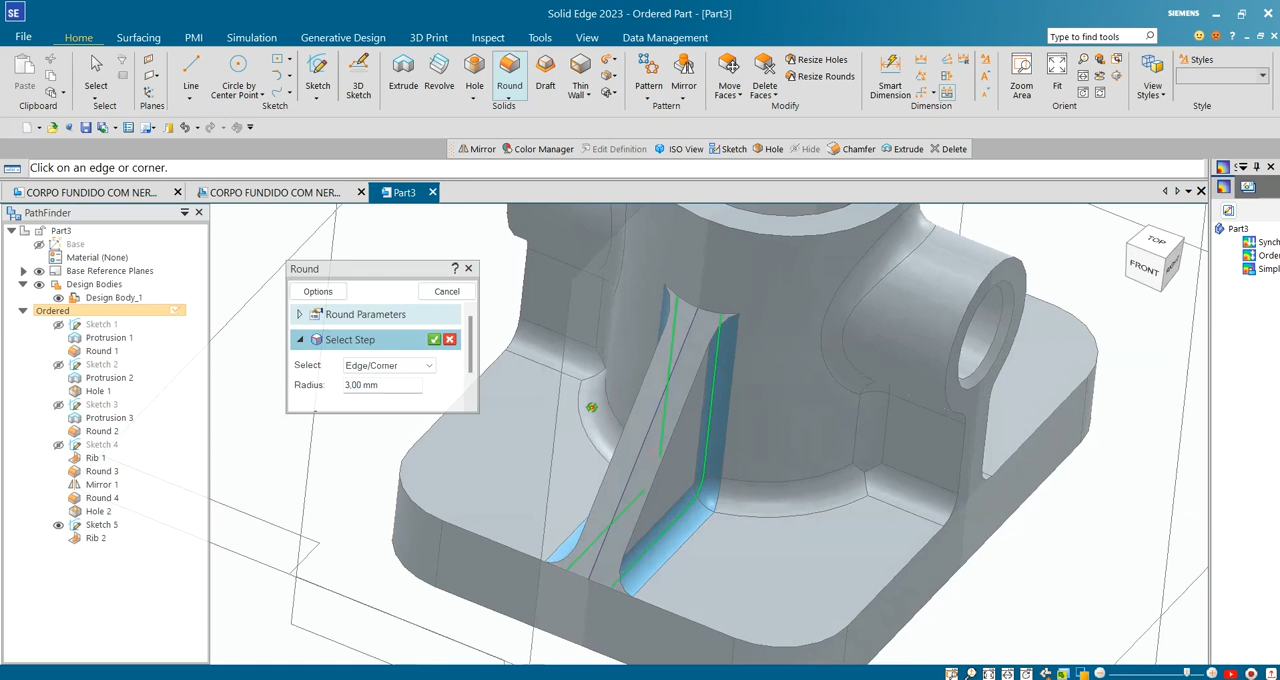 SE
Solid Edge 2023 - Ordered Part - [Part3]
SIEMENS
File
Home
Surfacing
PMI
Simulation
Generative Design
3D Print
Inspect
Tools
View
Data Management
Type to find tools
Paste
Clipboard
Select
Select
Planes
Line
Circle by
Center Point
Sketch
Sketch
3D
Sketch
Extrude
Revolve
Hole
Round
Draft
Thin
Wall
Solids
Pattern
Mirror
Pattern
Move
Faces
Delete
Faces
Resize Holes
Resize Rounds
Modify
Smart
Dimension
Dimension
Zoom
Area
Fit
Orient
View
Styles
Styles:
Style
Mirror
Color Manager
Edit Definition
ISO View
Sketch
Hole
Hide
Chamfer
Extrude
Delete
Click on an edge or corner.
CORPO FUNDIDO COM NER...
CORPO FUNDIDO COM NER...
Part3
PathFinder
Part3
Base
Material (None)
Base Reference Planes
Design Bodies
Design Body_1
Ordered
Sketch 1
Protrusion 1
Round 1
Sketch 2
Protrusion 2
Hole 1
Sketch 3
Protrusion 3
Round 2
Sketch 4
Rib 1
Round 3
Mirror 1
Round 4
Hole 2
Sketch 5
Rib 2
Round
Options
Cancel
Round Parameters
Select Step
Select:
Edge/Corner
Radius:
3,00 mm
TOP
FRONT
Part3
Synch
Order
Simpl